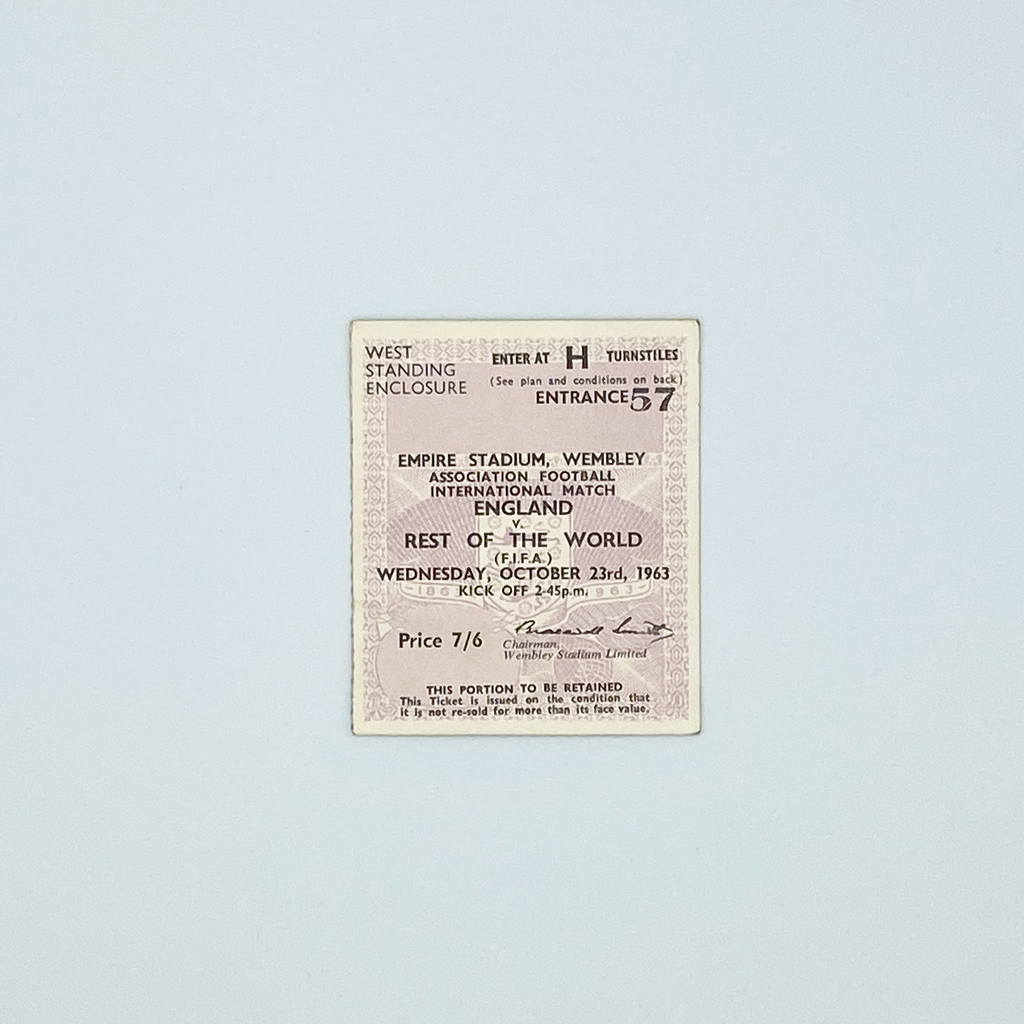 WEST
STANDING
ENCLOSURE
ENTER AT H TURNSTILES
(See plan and conditions on back)
ENTRANCE 57
EMPIRE STADIUM, WEMBLEY
ASSOCIATION FOOTBALL
INTERNATIONAL MATCH
ENGLAND
v.
REST OF THE WORLD
(F.I.F.A.)
WEDNESDAY, OCTOBER 23rd, 1963
KICK OFF 2-45p.m.
1863 1963
Price 7/6
Chairman,
Wembley Stadium Limited
THIS PORTION TO BE RETAINED
This Ticket is issued on the condition that
it is not re-sold for more than its face value.